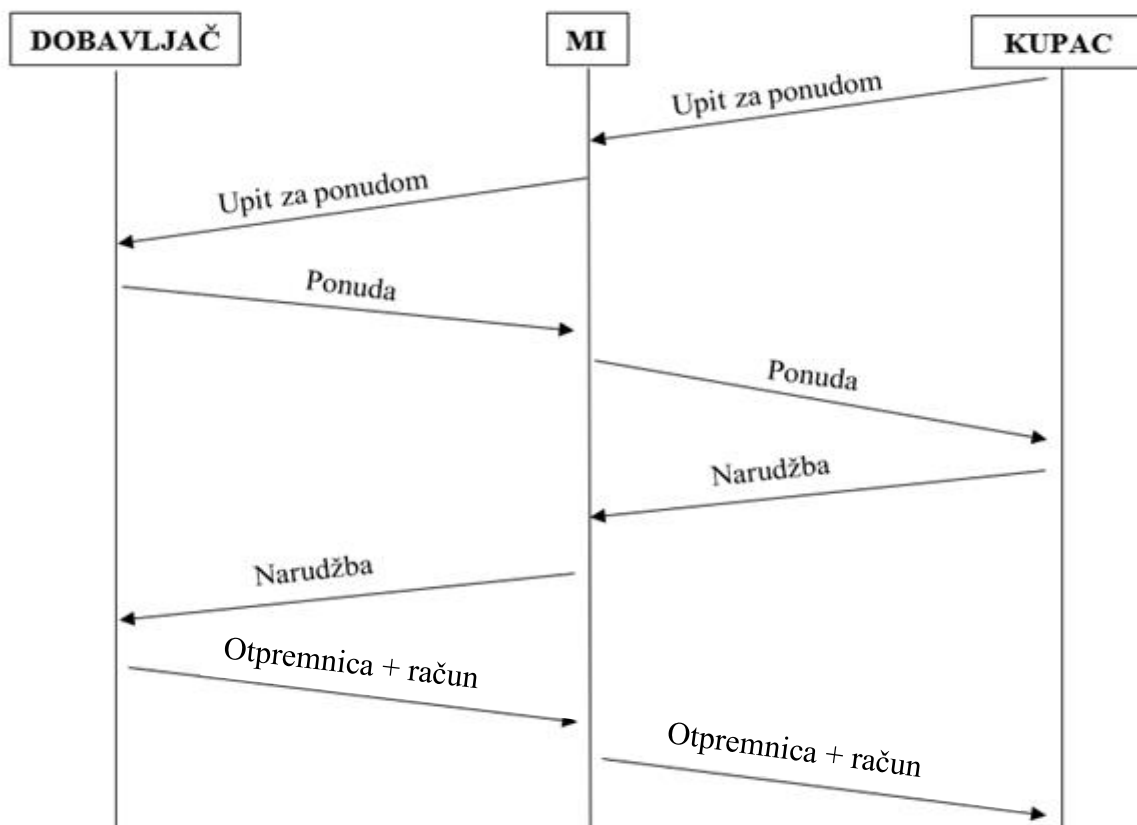 DOBAVLJAČ
MI
KUPAC
Upit za ponudom
Upit za ponudom
Ponuda
Ponuda
Narudžba
Narudžba
Otpremnica + račun
Otpremnica + račun